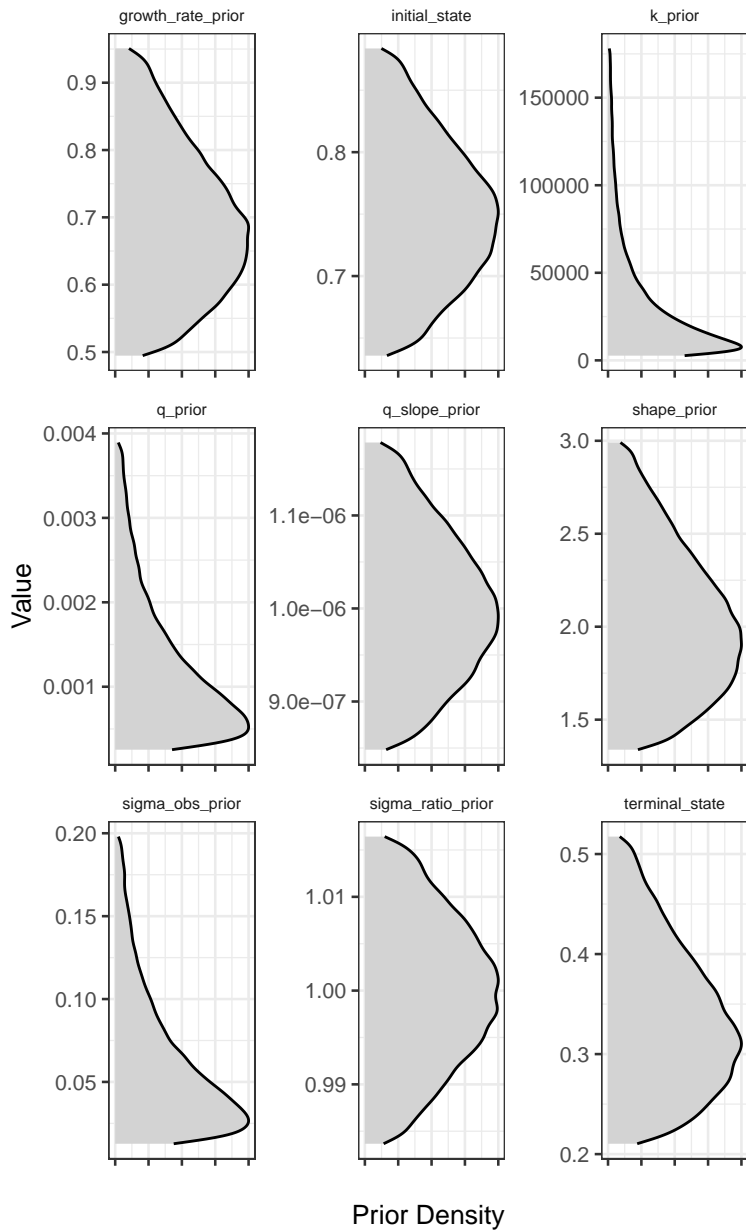 growth_rate_prior
initial_state
k_prior
0.9
0.8
0.7
0.6
0.5
0.8
0.7
150000
100000
50000
0
q_prior
q_slope_prior
shape_prior
0.004
0.003
0.002
0.001
1.1e−06
1.0e−06
9.0e−07
3.0
2.5
2.0
1.5
sigma_obs_prior
sigma_ratio_prior
terminal_state
0.20
0.15
0.10
0.05
1.01
1.00
0.99
0.5
0.4
0.3
0.2
Value
Prior Density